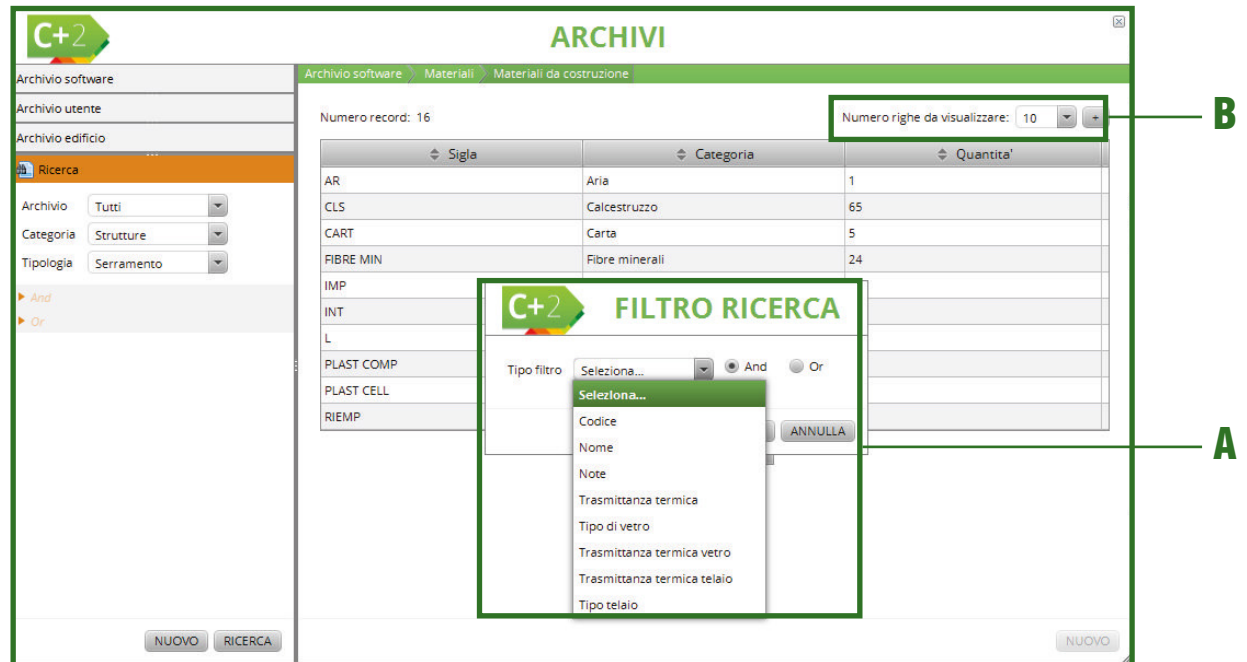 C+2
ARCHIVI
Archivio software
Archivio utente
Archivio edificio
Ricerca
Archivio Tutti
Categoria Strutture
Tipologia Serramento
And
Or
NUOVO RICERCA
Archivio software Materiali Materiali da costruzione
Numero record: 16
Numero righe da visualizzare: 10 +
B
Sigla Categoria Quantita'
AR Aria 1
CLS Calcestruzzo 65
CART Carta 5
FIBRE MIN Fibre minerali 24
IMP
INT
L
PLAST COMP
PLAST CELL
RIEMP
C+2 FILTRO RICERCA
Tipo filtro Seleziona... And Or
Seleziona...
Codice
Nome
Note
Trasmittanza termica
Tipo di vetro
Trasmittanza termica vetro
Trasmittanza termica telaio
Tipo telaio
ANNULLA
A
NUOVO